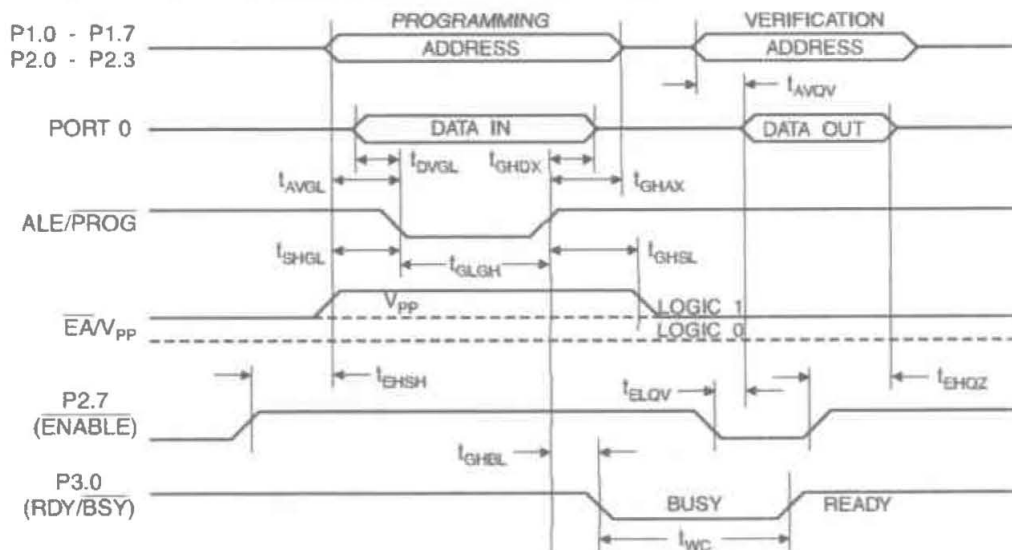 PROGRAMMING VERIFICATION
P1.0 - P1.7
P2.0 - P2.3
ADDRESS ADDRESS
tAVQV
PORT 0 DATA IN DATA OUT
tDVGL tGHDX
tAVGL tGHAX
ALE/PROG
tSHGL tGLGH tGHSL
VPP LOGIC 1
EA/VPP LOGIC 0
tEHSH tELQV tEHQZ
P2.7
(ENABLE)
tGHBL
P3.0
(RDY/BSY) BUSY READY
tWC